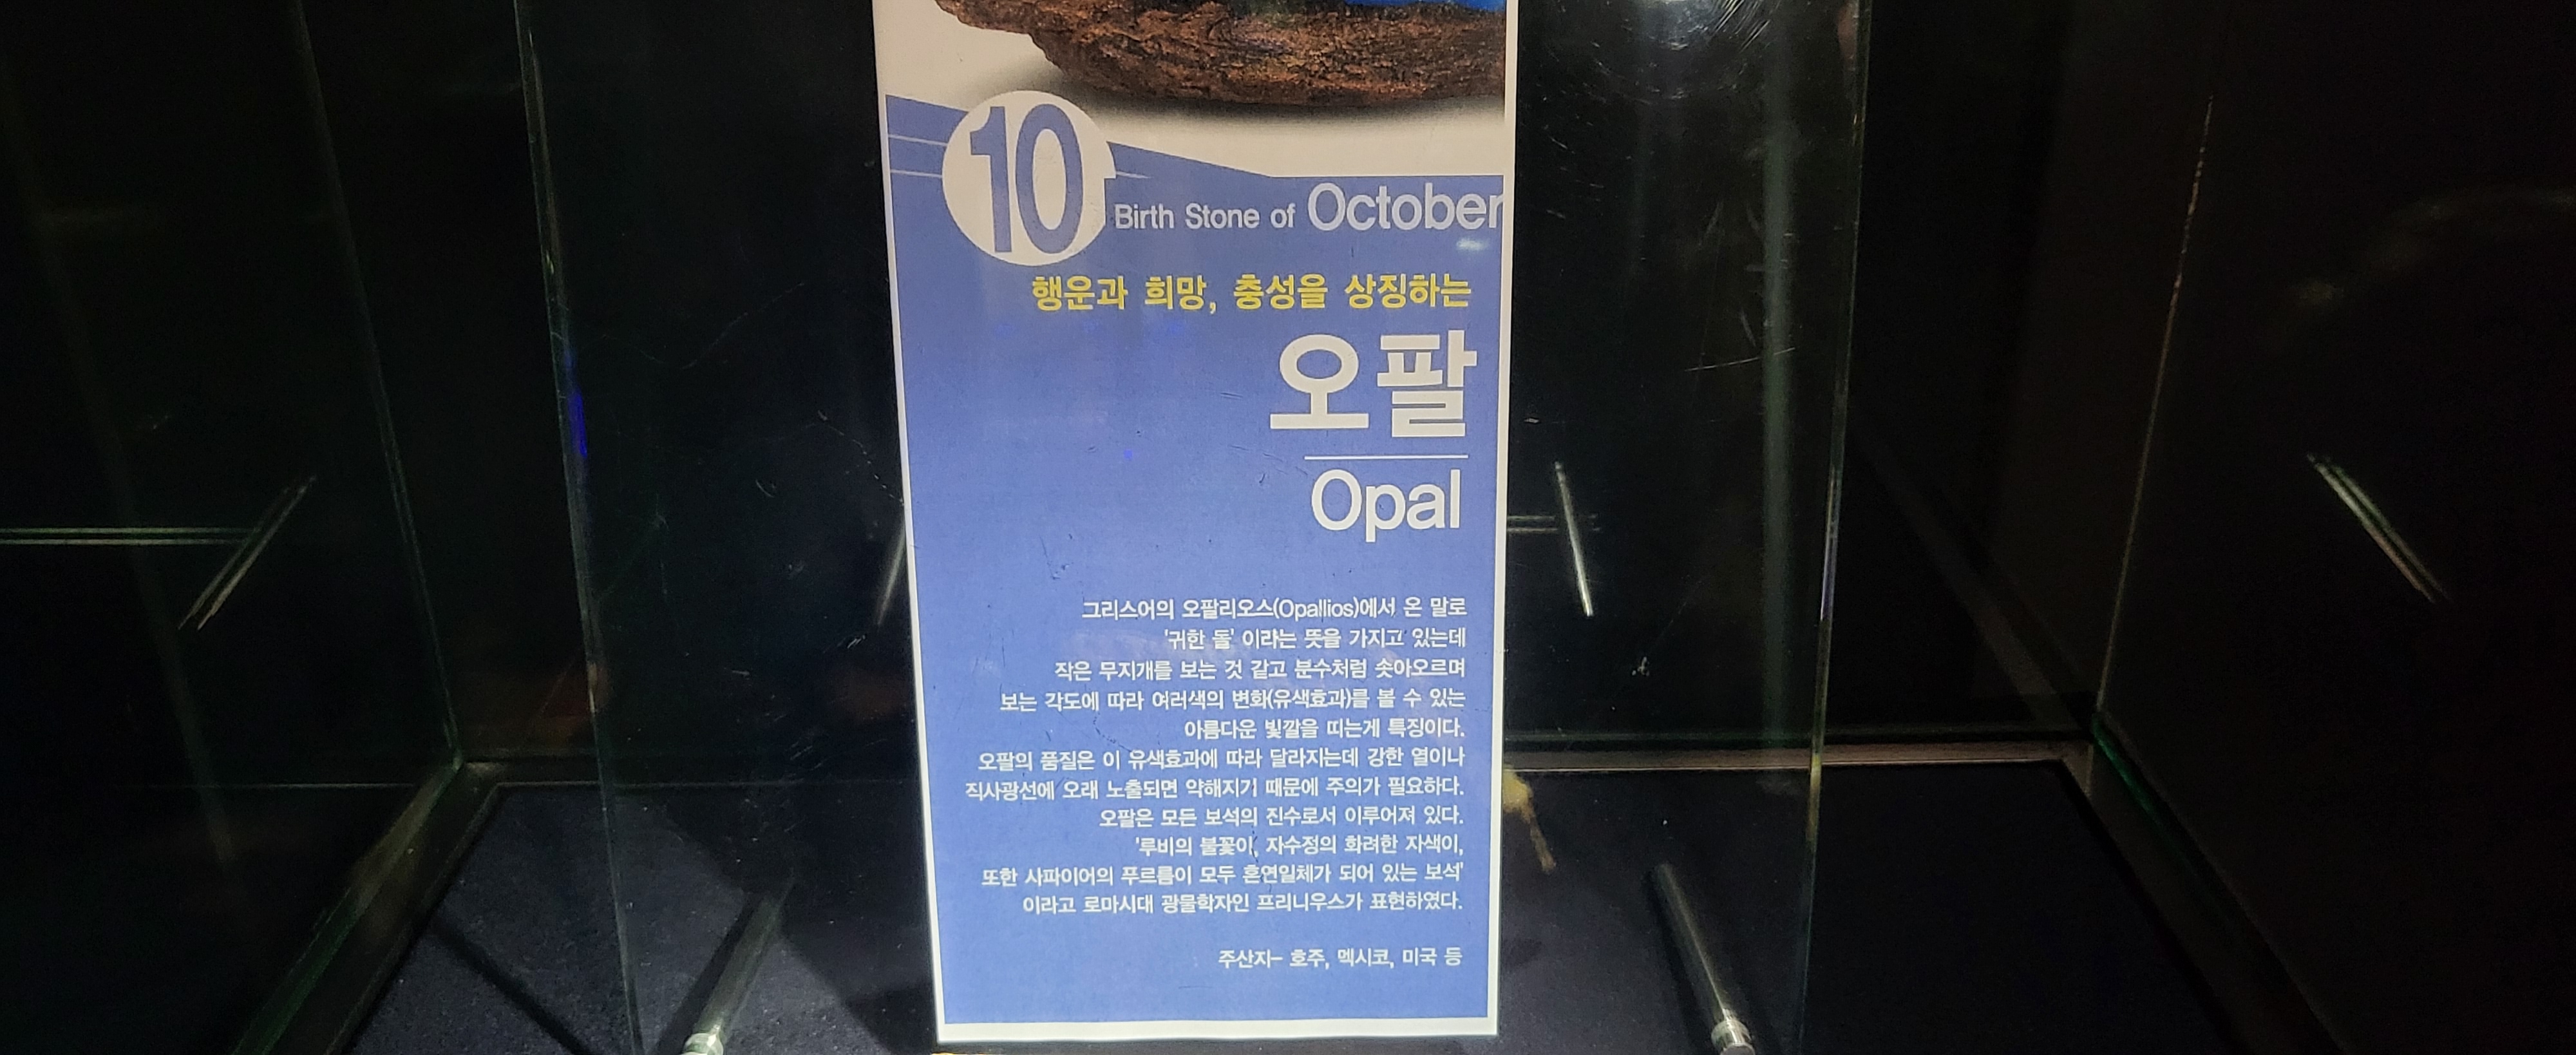 10
Birth Stone of October
행운과 희망, 충성을 상징하는
오팔
Opal
그리스어의 오팔리오스(Opallios)에서 온 말로
'귀한 돌' 이라는 뜻을 가지고 있는데
작은 무지개를 보는 것 같고 분수처럼 솟아오르며
보는 각도에 따라 여러색의 변화(유색효과)를 볼 수 있는
아름다운 빛깔을 띠는게 특징이다.
오팔의 품질은 이 유색효과에 따라 달라지는데 강한 열이나
직사광선에 오래 노출되면 약해지기 때문에 주의가 필요하다.
오팔은 모든 보석의 진수로서 이루어져 있다.
'루비의 불꽃이, 자수정의 화려한 자색이,
또한 사파이어의 푸르름이 모두 혼연일체가 되어 있는 보석'
이라고 로마시대 광물학자인 프리니우스가 표현하였다.
주산지- 호주, 멕시코, 미국 등